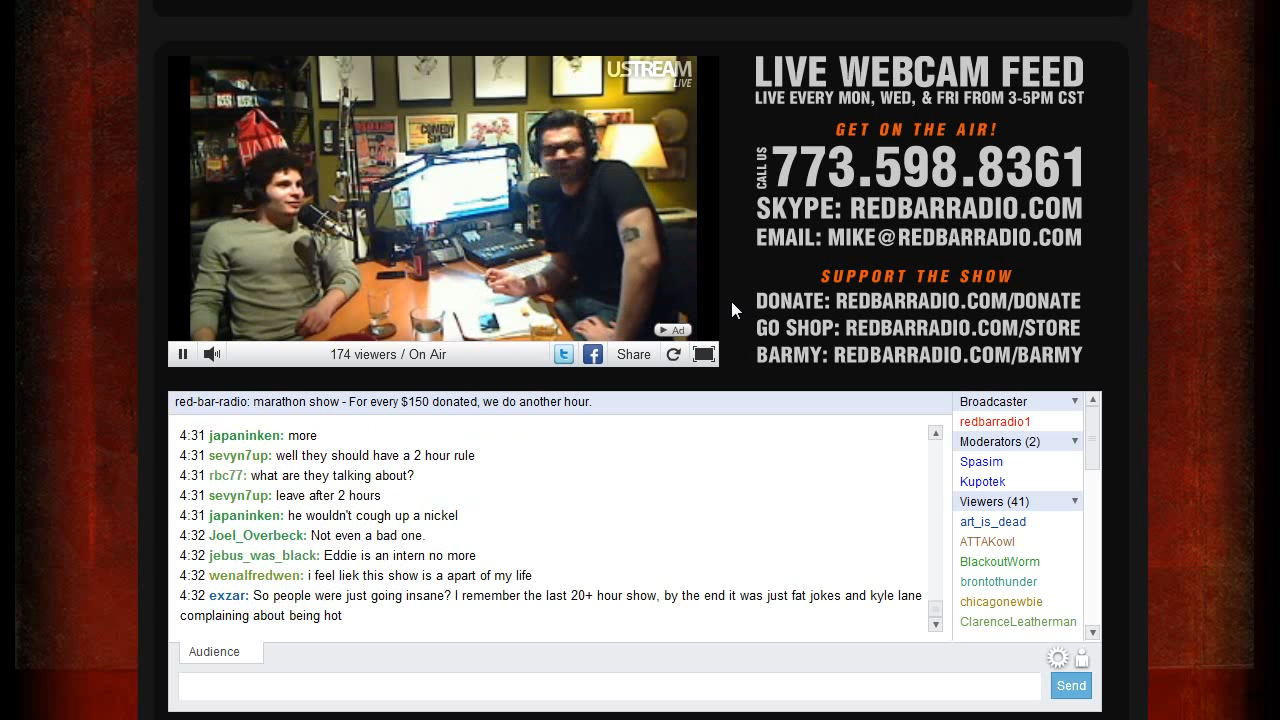 USTREAM
LIVE
COMEDY
LIVE WEBCAM FEED
LIVE EVERY MON, WED, & FRI FROM 3-5PM CST
GET ON THE AIR!
CALL US
773.598.8361
SKYPE: REDBARRADIO.COM
EMAIL: MIKE@REDBARRADIO.COM
SUPPORT THE SHOW
DONATE: REDBARRADIO.COM/DONATE
GO SHOP: REDBARRADIO.COM/STORE
BARMY: REDBARRADIO.COM/BARMY
Ad
174 viewers / On Air
Share
red-bar-radio: marathon show - For every $150 donated, we do another hour.
4:31 japaninken: more
4:31 sevyn7up: well they should have a 2 hour rule
4:31 rbc77: what are they talking about?
4:31 sevyn7up: leave after 2 hours
4:31 japaninken: he wouldn't cough up a nickel
4:32 Joel_Overbeck: Not even a bad one.
4:32 jebus_was_black: Eddie is an intern no more
4:32 wenalfredwen: i feel liek this show is a apart of my life
4:32 exzar: So people were just going insane? I remember the last 20+ hour show, by the end it was just fat jokes and kyle lane
complaining about being hot
Broadcaster
redbarradio1
Moderators (2)
Spasim
Kupotek
Viewers (41)
art_is_dead
ATTAKowl
BlackoutWorm
brontothunder
chicagonewbie
ClarenceLeatherman
Audience
Send